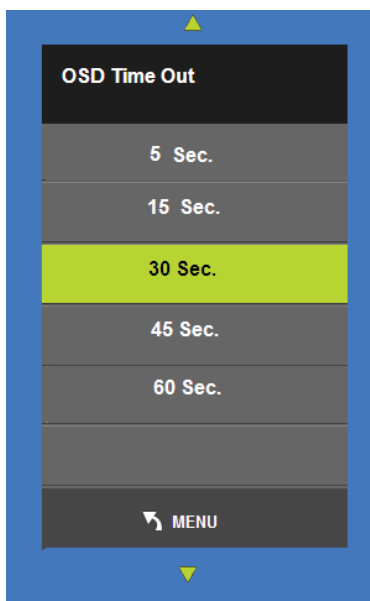 OSD Time Out
5 Sec.
15 Sec.
30 Sec.
45 Sec.
60 Sec.
MENU